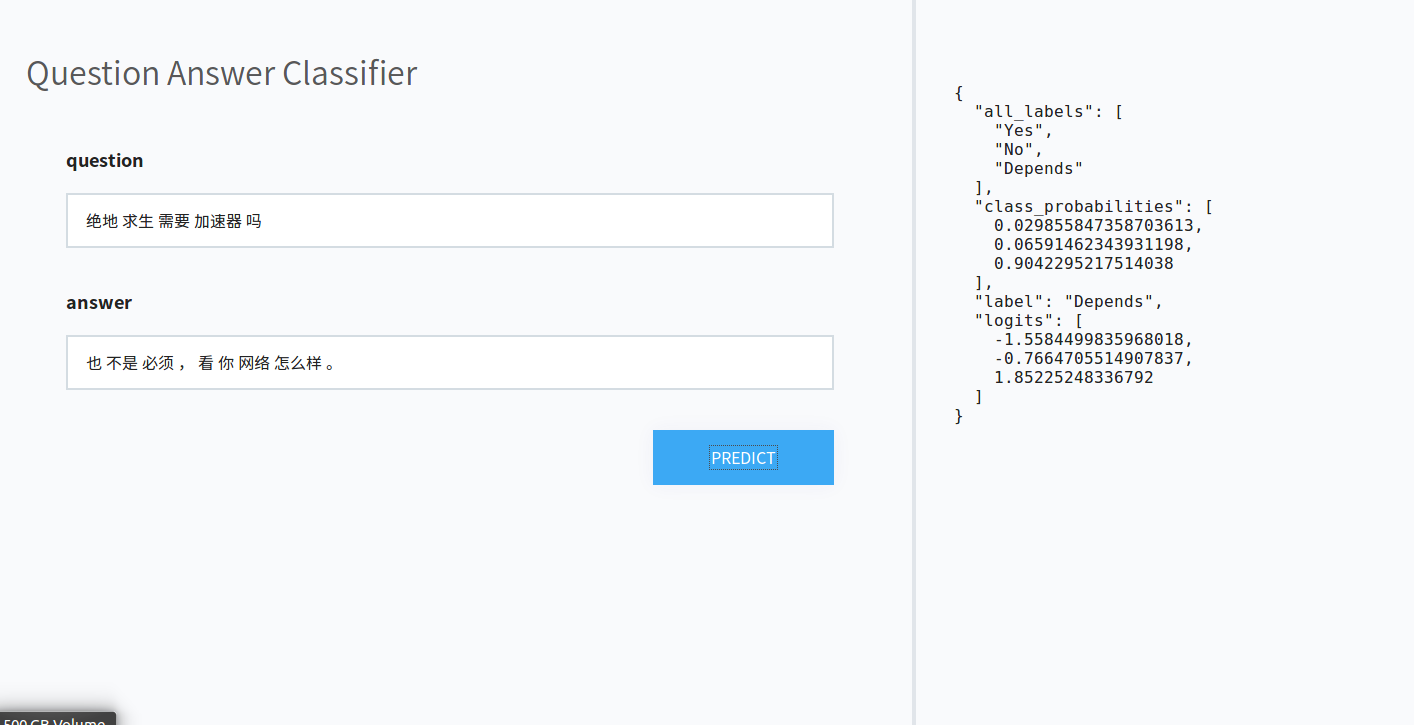 Question Answer Classifier
question
绝地 求生 需要 加速器 吗
answer
也 不是 必须 ， 看 你 网络 怎么样 。
PREDICT
{
"all_labels": [
"Yes",
"No",
"Depends"
],
"class_probabilities": [
0.029855847358703613,
0.06591462343931198,
0.9042295217514038
],
"label": "Depends",
"logits": [
-1.5584499835968018,
-0.7664705514907837,
1.85225248336792
]
}
500 GB Volume